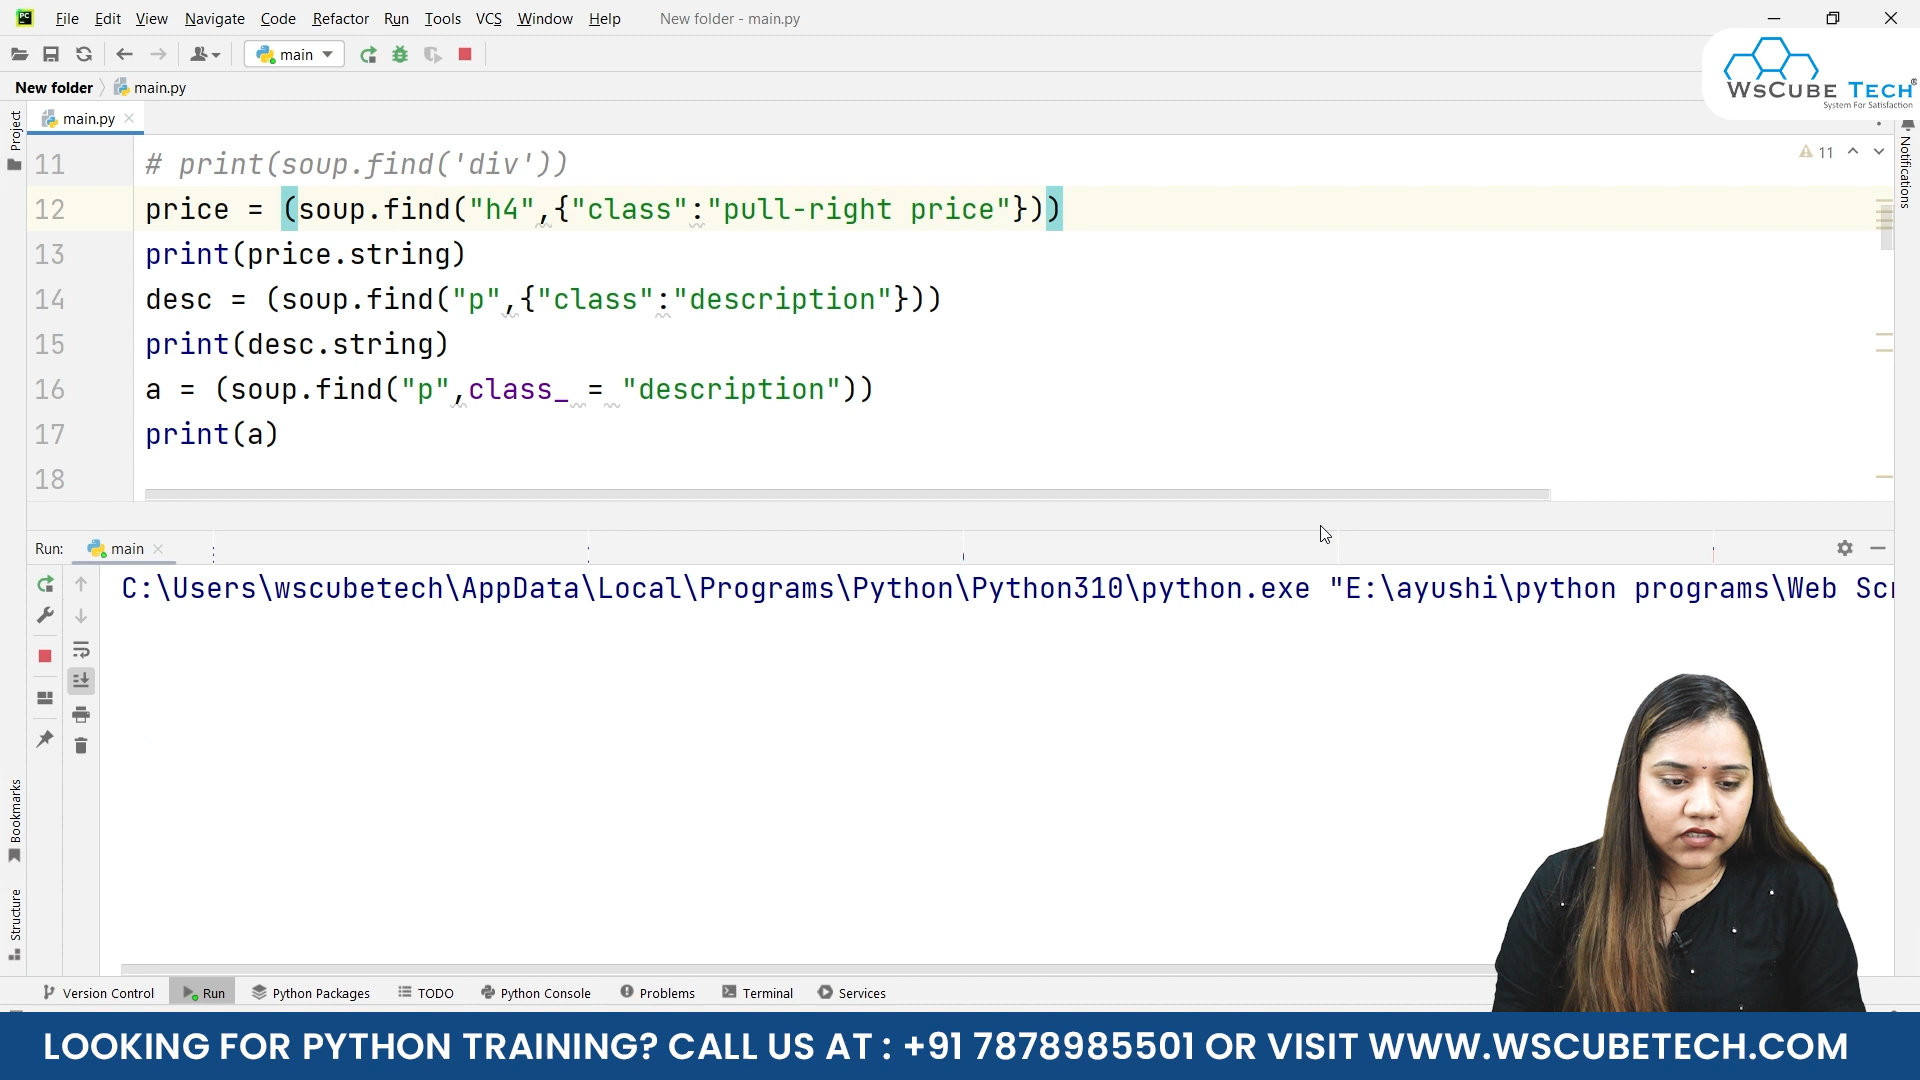 File Edit View Navigate Code Refactor Run Tools VCS Window Help New folder - main.py
main
WsCube Tech
System For Satisfaction
New folder main.py
Project
main.py
Notifications
11 # print(soup.find('div'))
11
12 price = (soup.find("h4",{"class":"pull-right price"}))
13 print(price.string)
14 desc = (soup.find("p",{"class":"description"}))
15 print(desc.string)
16 a = (soup.find("p",class_ = "description"))
17 print(a)
18
Run: main
C:\Users\wscubetech\AppData\Local\Programs\Python\Python310\python.exe "E:\ayushi\python programs\Web Scr
Bookmarks
Structure
Version Control Run Python Packages TODO Python Console Problems Terminal Services
LOOKING FOR PYTHON TRAINING? CALL US AT : +91 7878985501 OR VISIT WWW.WSCUBETECH.COM